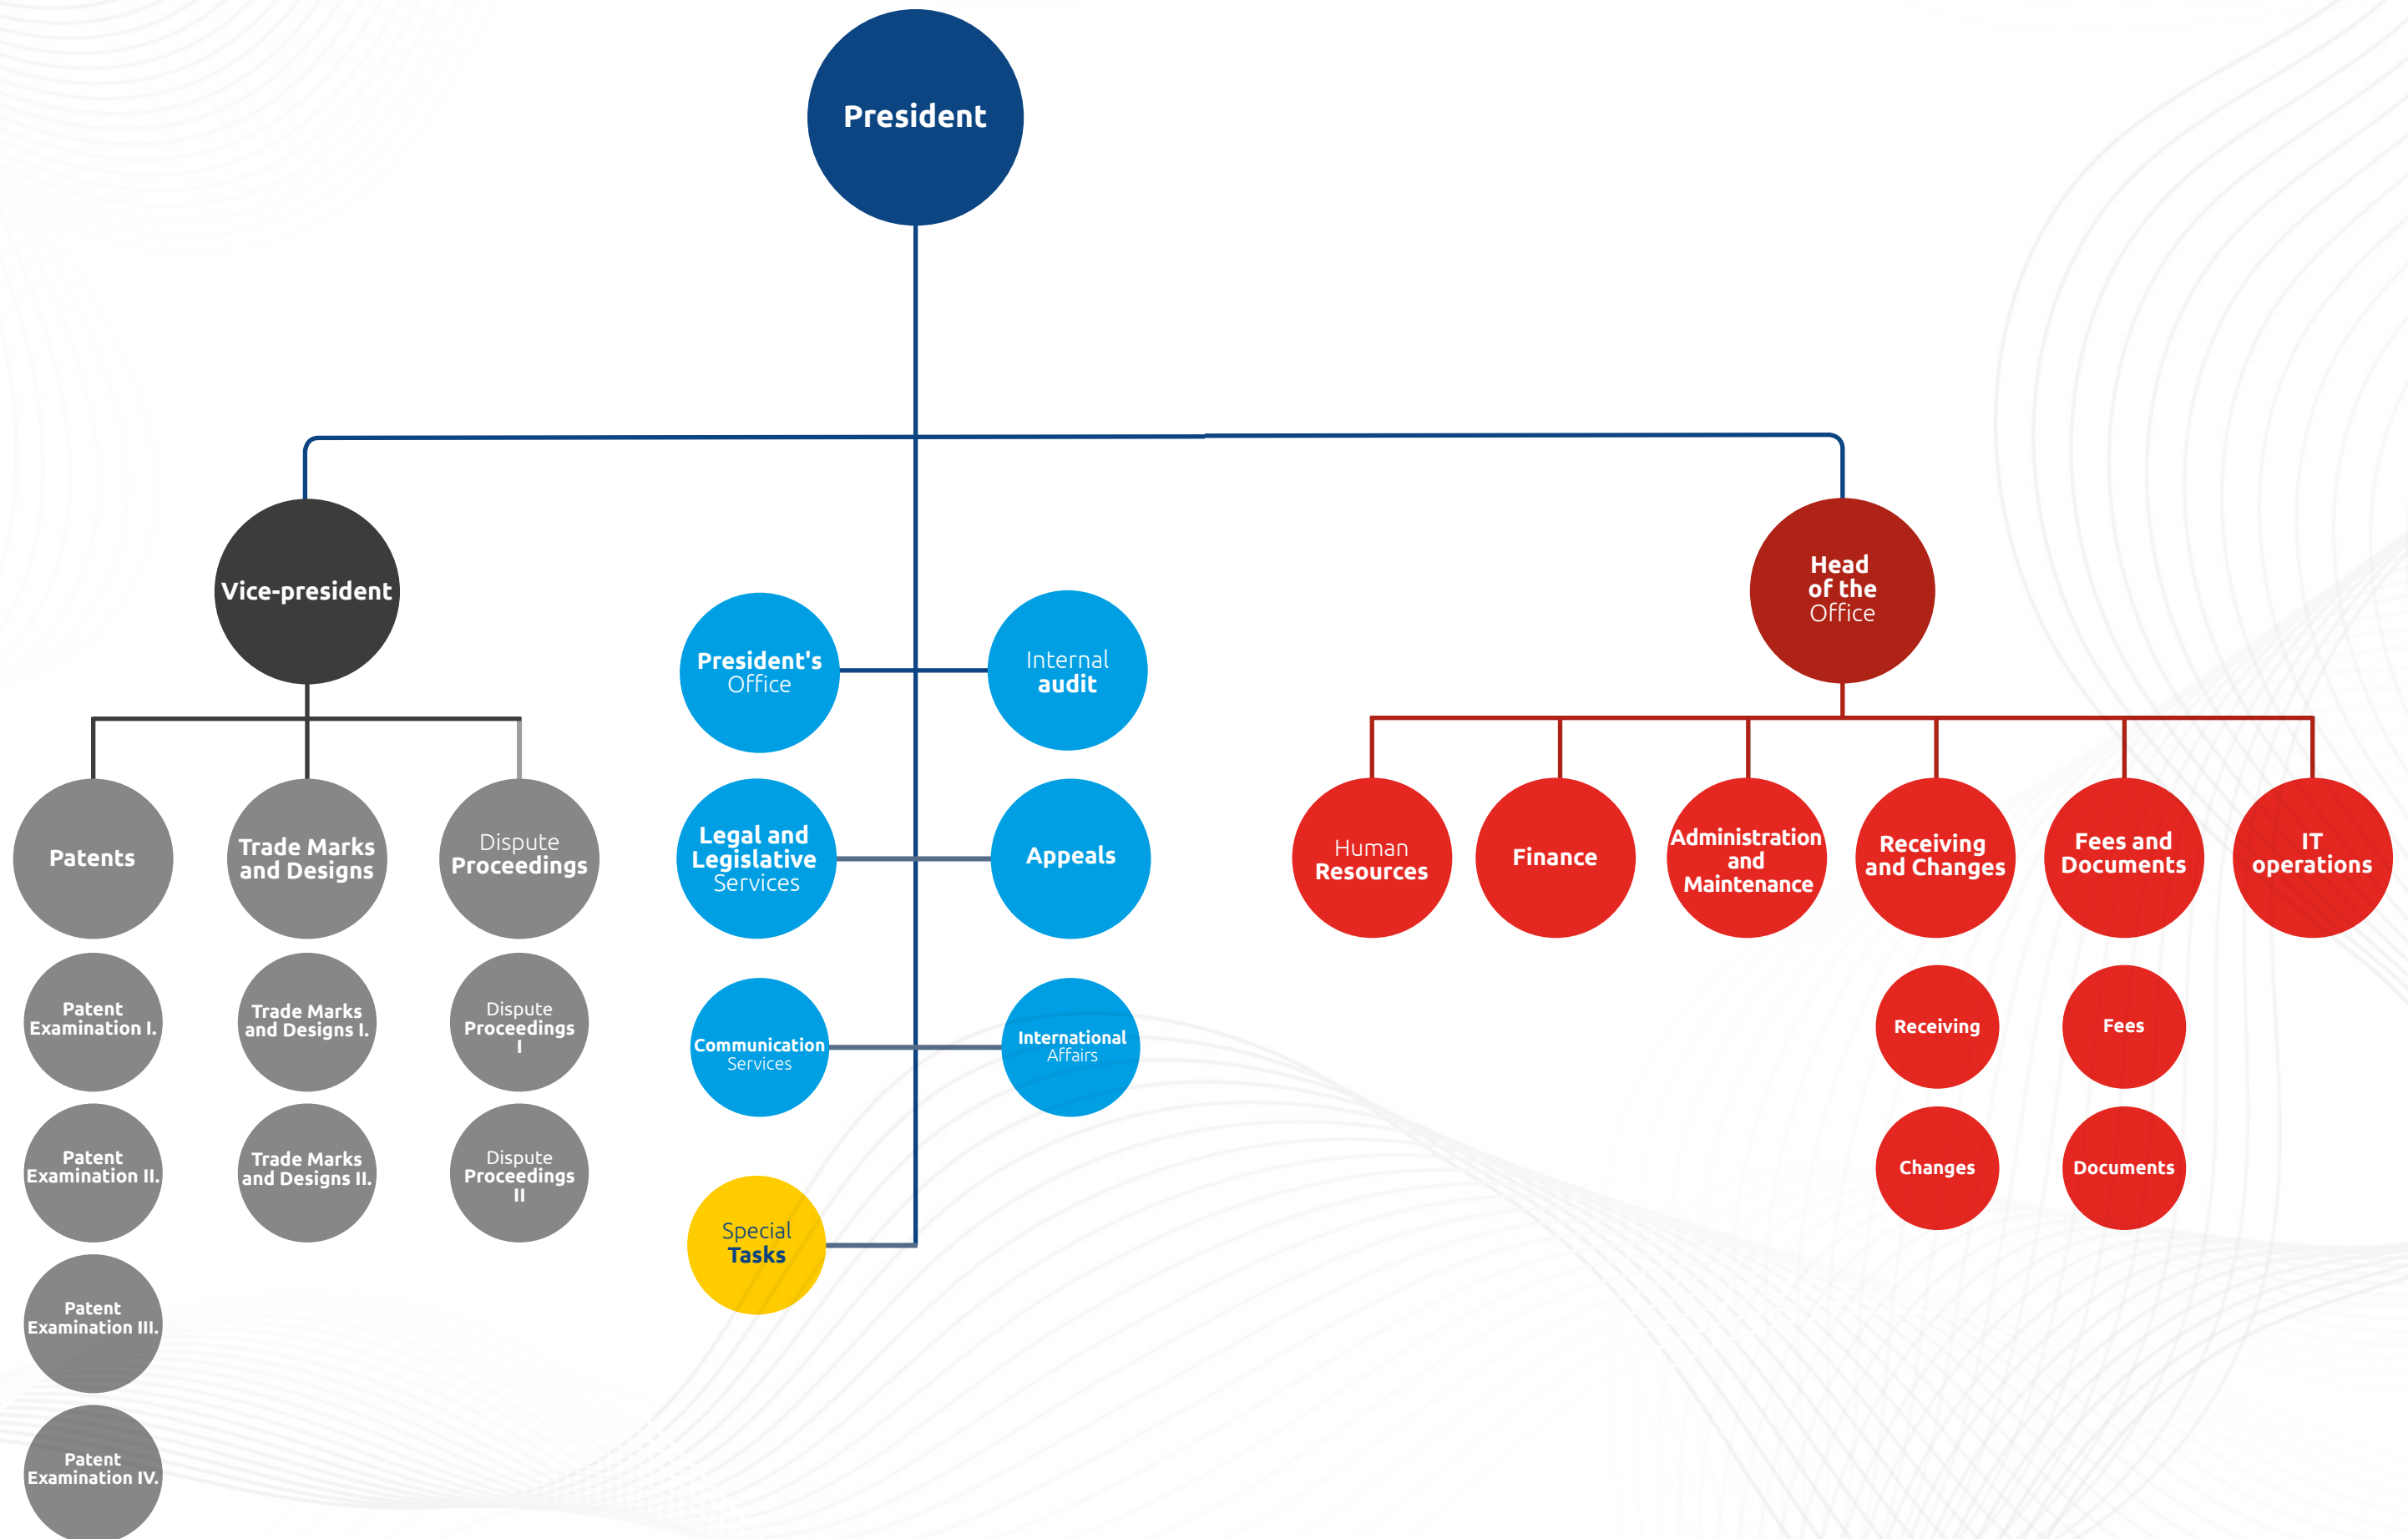 President
Vice-president
Head
of the
Office
President's
Office
Internal
audit
Patents
Trade Marks
and Designs
Dispute
Proceedings
Legal and
Legislative
Services
Appeals
Human
Resources
Finance
Administration
and
Maintenance
Receiving
and Changes
Fees and
Documents
IT
operations
Patent
Examination I.
Trade Marks
and Designs I.
Dispute
Proceedings
I
Communication
Services
International
Affairs
Receiving
Fees
Patent
Examination II.
Trade Marks
and Designs II.
Dispute
Proceedings
II
Changes
Documents
Special
Tasks
Patent
Examination III.
Patent
Examination IV.